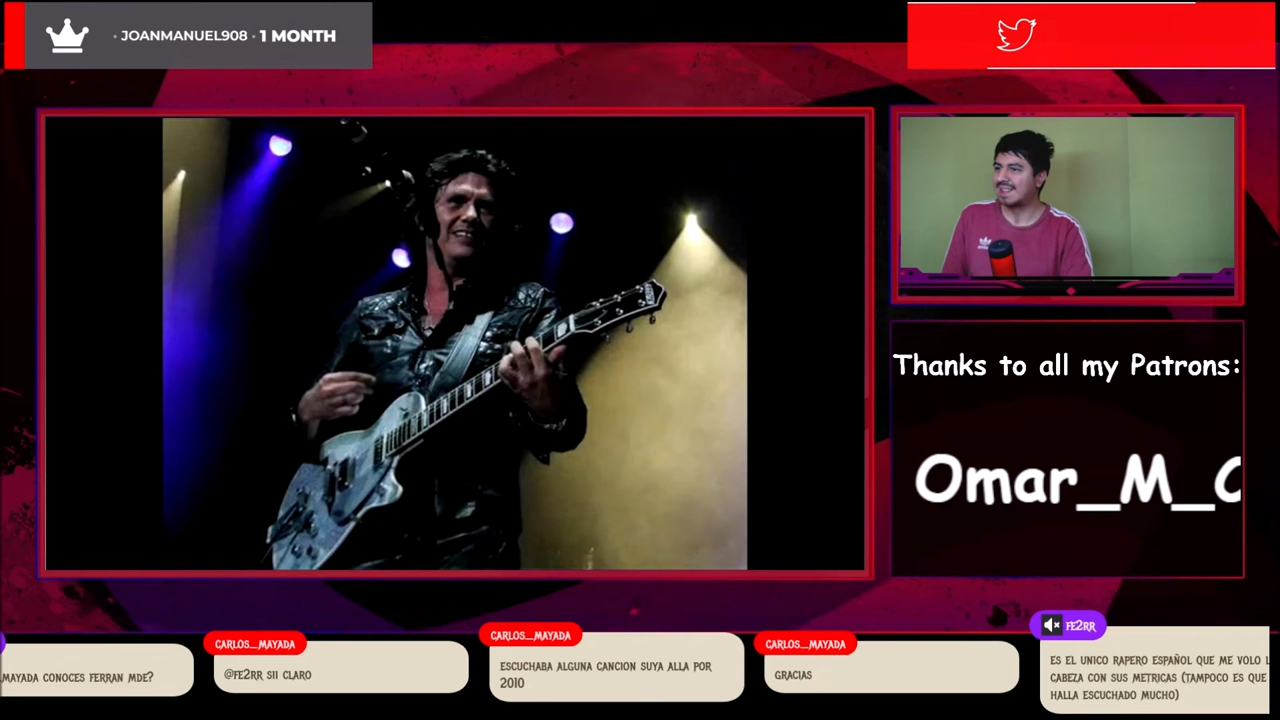 · JOANMANUEL908 · 1 MONTH
Thanks to all my Patrons:
Omar_M_
MAYADA CONOCES FERRAN MDE?
CARLOS_MAYADA
@FE2RR SII CLARO
CARLOS_MAYADA
ESCUCHABA ALGUNA CANCION SUYA ALLA POR
2010
CARLOS_MAYADA
GRACIAS
FE2RR
ES EL UNICO RAPERO ESPAÑOL QUE ME VOLO L
CABEZA CON SUS METRICAS (TAMPOCO ES QUE
HALLA ESCUCHADO MUCHO)